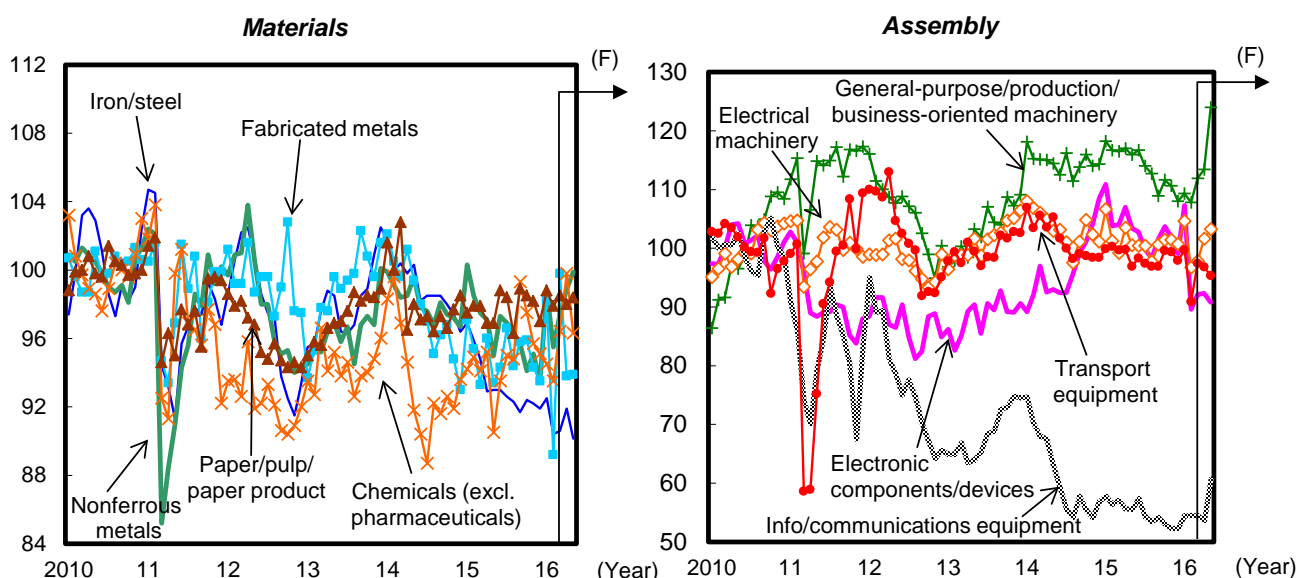 Materials
112
108
104
100
96
92
88
84
2010
11
12
13
14
15
16
(Year)
(F)
Iron/steel
Fabricated metals
Nonferrous
metals
Paper/pulp/
paper product
Chemicals (excl.
pharmaceuticals)
Assembly
130
120
110
100
90
80
70
60
50
2010
11
12
13
14
15
16
(Year)
(F)
General-purpose/production/
business-oriented machinery
Electrical
machinery
Transport
equipment
Electronic
components/devices
Info/communications equipment